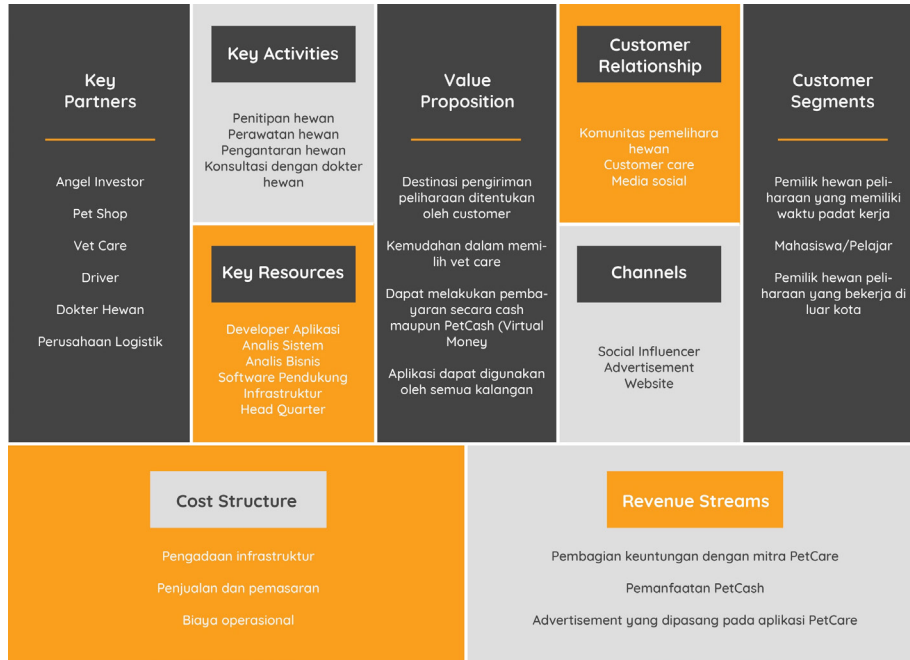 Key
Partners
Angel Investor
Pet Shop
Vet Care
Driver
Dokter Hewan
Perusahaan Logistik
Key Activities
Penitipan hewan
Perawatan hewan
Pengantaran hewan
Konsultasi dengan dokter
hewan
Key Resources
Developer Aplikasi
Analis Sistem
Analis Bisnis
Software Pendukung
Infrastruktur
Head Quarter
Value
Proposition
Destinasi pengiriman
peliharaan ditentukan
oleh customer
Kemudahan dalam memi-
lih vet care
Dapat melakukan pemba-
yaran secara cash
maupun PetCash (Virtual
Money
Aplikasi dapat digunakan
oleh semua kalangan
Customer
Relationship
Komunitas pemelihara
hewan
Customer care
Media sosial
Channels
Social Influencer
Advertisement
Website
Customer
Segments
Pemilik hewan peli-
haraan yang memiliki
waktu padat kerja
Mahasiswa/Pelajar
Pemilik hewan peli-
haraan yang bekerja di
luar kota
Cost Structure
Pengadaan infrastruktur
Penjualan dan pemasaran
Biaya operasional
Revenue Streams
Pembagian keuntungan dengan mitra PetCare
Pemanfaatan PetCash
Advertisement yang dipasang pada aplikasi PetCare